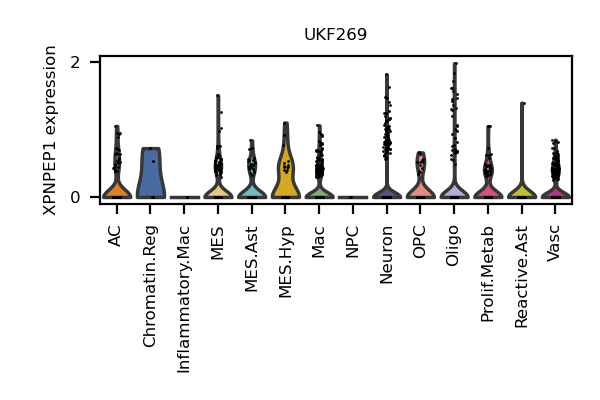 UKF269
XPNPEP1 expression
2
0
AC
Chromatin.Reg
Inflammatory.Mac
MES
MES.Ast
MES.Hyp
Mac
NPC
Neuron
OPC
Oligo
Prolif.Metab
Reactive.Ast
Vasc